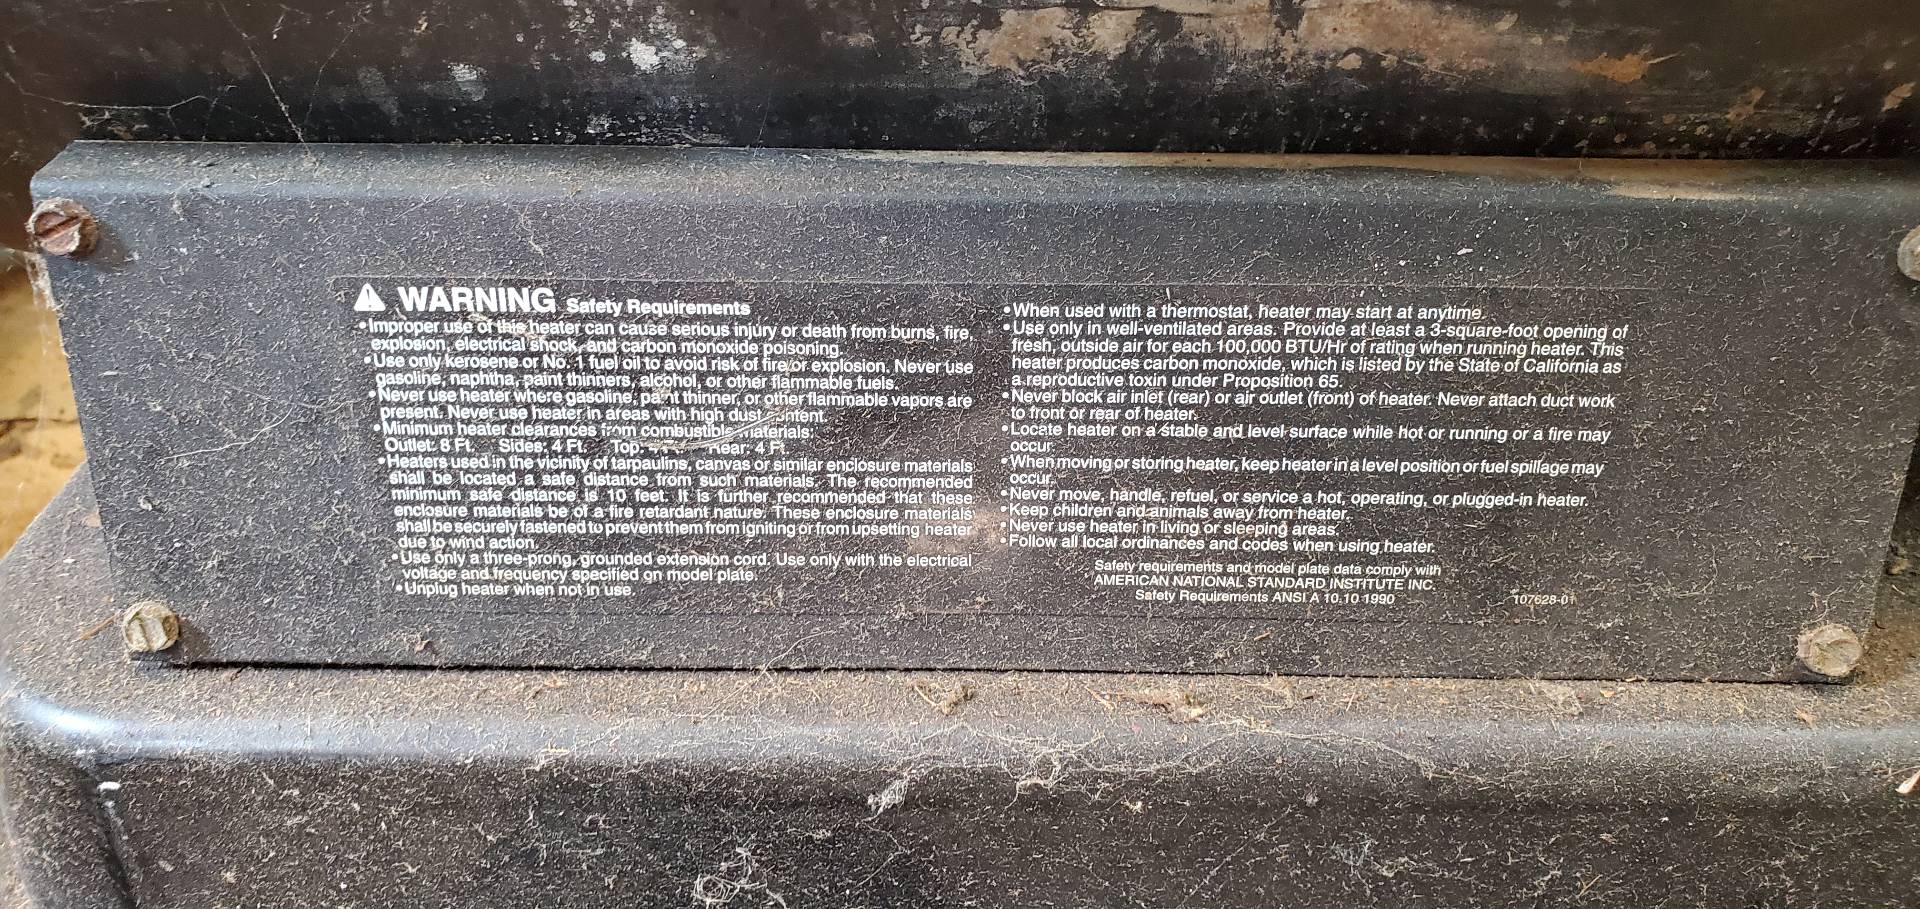 WARNING Safety Requirements
•Improper use of this heater can cause serious injury or death from burns, fire,
explosion, electrical shock, and carbon monoxide poisoning.
•Use only kerosene or No. 1 fuel oil to avoid risk of fire or explosion. Never use
gasoline, naphtha, paint thinners, alcohol, or other flammable fuels.
•Never use heater where gasoline, paint thinner, or other flammable vapors are
present. Never use heater in areas with high dust content.
•Minimum heater clearances from combustible materials:
Outlet: 8 Ft. Sides: 4 Ft. Top: Rear: 4 Ft.
•Heaters used in the vicinity of tarpaulins, canvas or similar enclosure materials
shall be located a safe distance from such materials. The recommended
minimum safe distance is 10 feet. It is further recommended that these
enclosure materials be of a fire retardant nature. These enclosure materials
shall be securely fastened to prevent them from igniting or from upsetting heater
due to wind action.
•Use only a three-prong, grounded extension cord. Use only with the electrical
voltage and frequency specified on model plate.
•Unplug heater when not in use.
•When used with a thermostat, heater may start at anytime.
•Use only in well-ventilated areas. Provide at least a 3-square-foot opening of
fresh, outside air for each 100,000 BTU/Hr of rating when running heater. This
heater produces carbon monoxide, which is listed by the State of California as
a reproductive toxin under Proposition 65.
•Never block air inlet (rear) or air outlet (front) of heater. Never attach duct work
to front or rear of heater.
•Locate heater on a stable and level surface while hot or running or a fire may
occur.
•When moving or storing heater, keep heater in a level position or fuel spillage may
occur.
•Never move, handle, refuel, or service a hot, operating, or plugged-in heater.
•Keep children and animals away from heater.
•Never use heater in living or sleeping areas.
•Follow all local ordinances and codes when using heater.
Safety requirements and model plate data comply with
AMERICAN NATIONAL STANDARD INSTITUTE INC.
Safety Requirements ANSI A 10.10 1990
107628-01